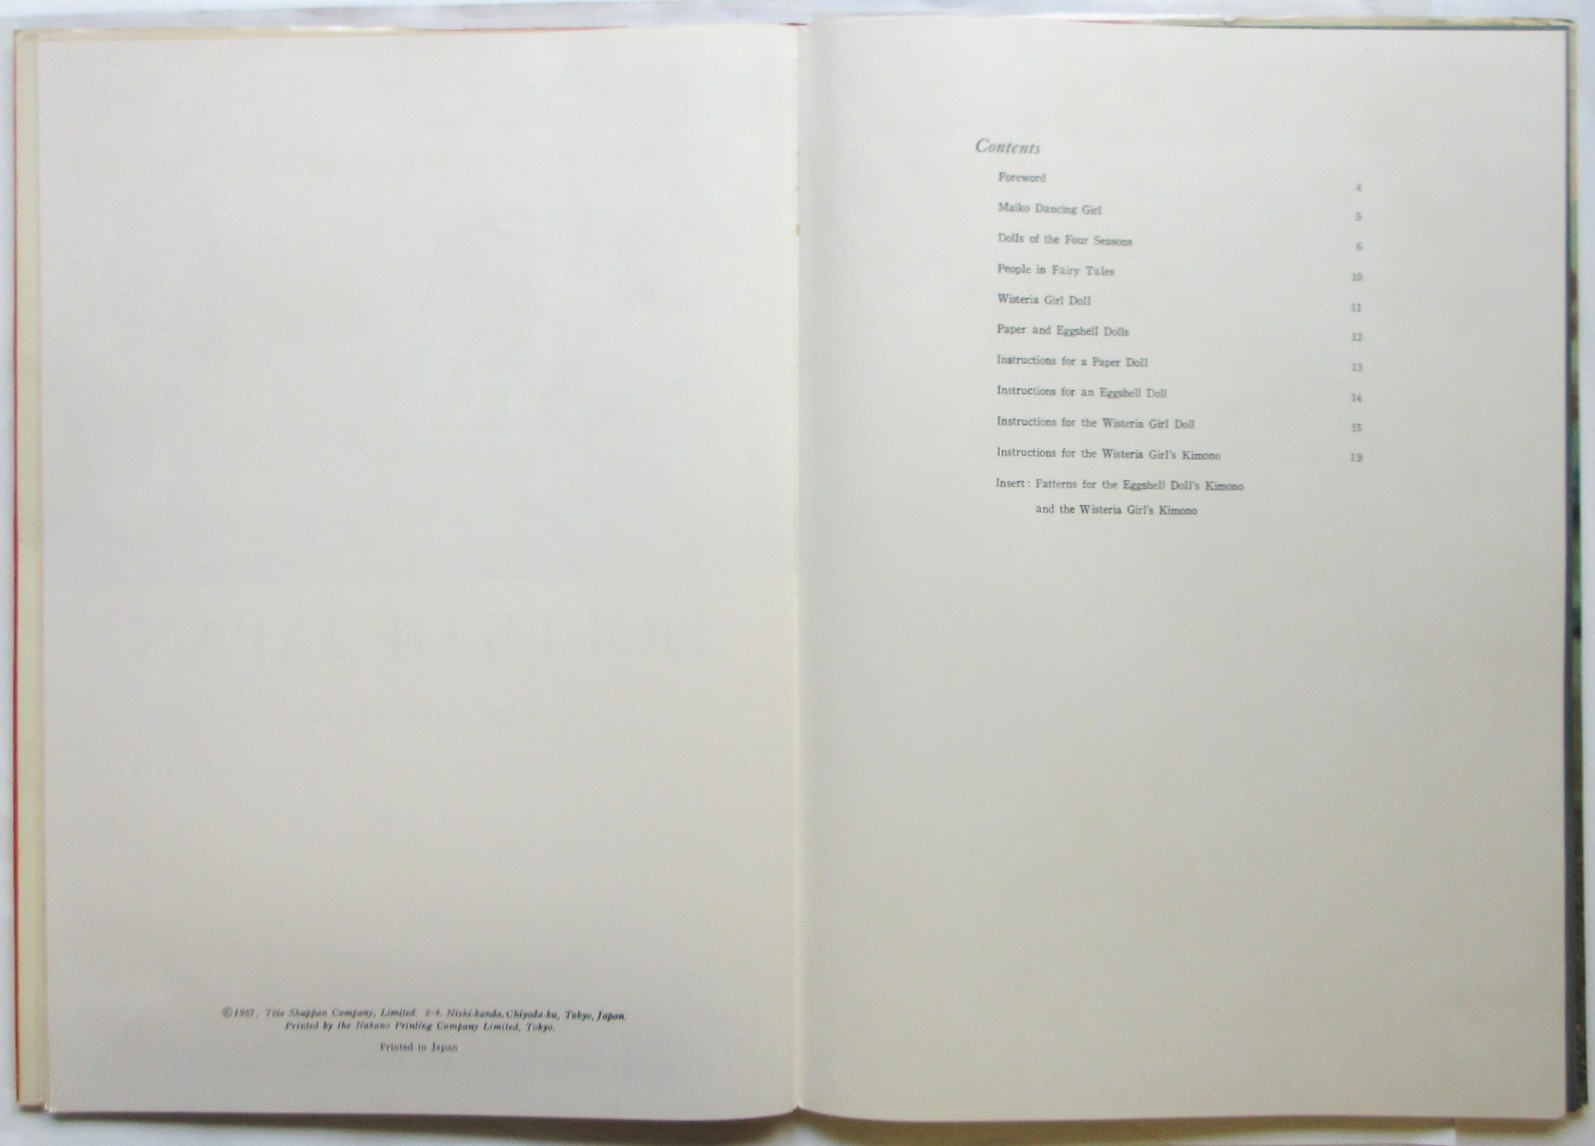 ©1957, Tōto Shuppan Company, Limited. 2-4, Nishi-kanda, Chiyoda-ku, Tokyo, Japan.
Printed by the Nakano Printing Company Limited, Tokyo.
Printed in Japan
Contents
Foreword 4
Maiko Dancing Girl 5
Dolls of the Four Seasons 6
People in Fairy Tales 10
Wisteria Girl Doll 11
Paper and Eggshell Dolls 12
Instructions for a Paper Doll 13
Instructions for an Eggshell Doll 14
Instructions for the Wisteria Girl Doll 15
Instructions for the Wisteria Girl's Kimono 19
Insert: Patterns for the Eggshell Doll's Kimono
and the Wisteria Girl's Kimono